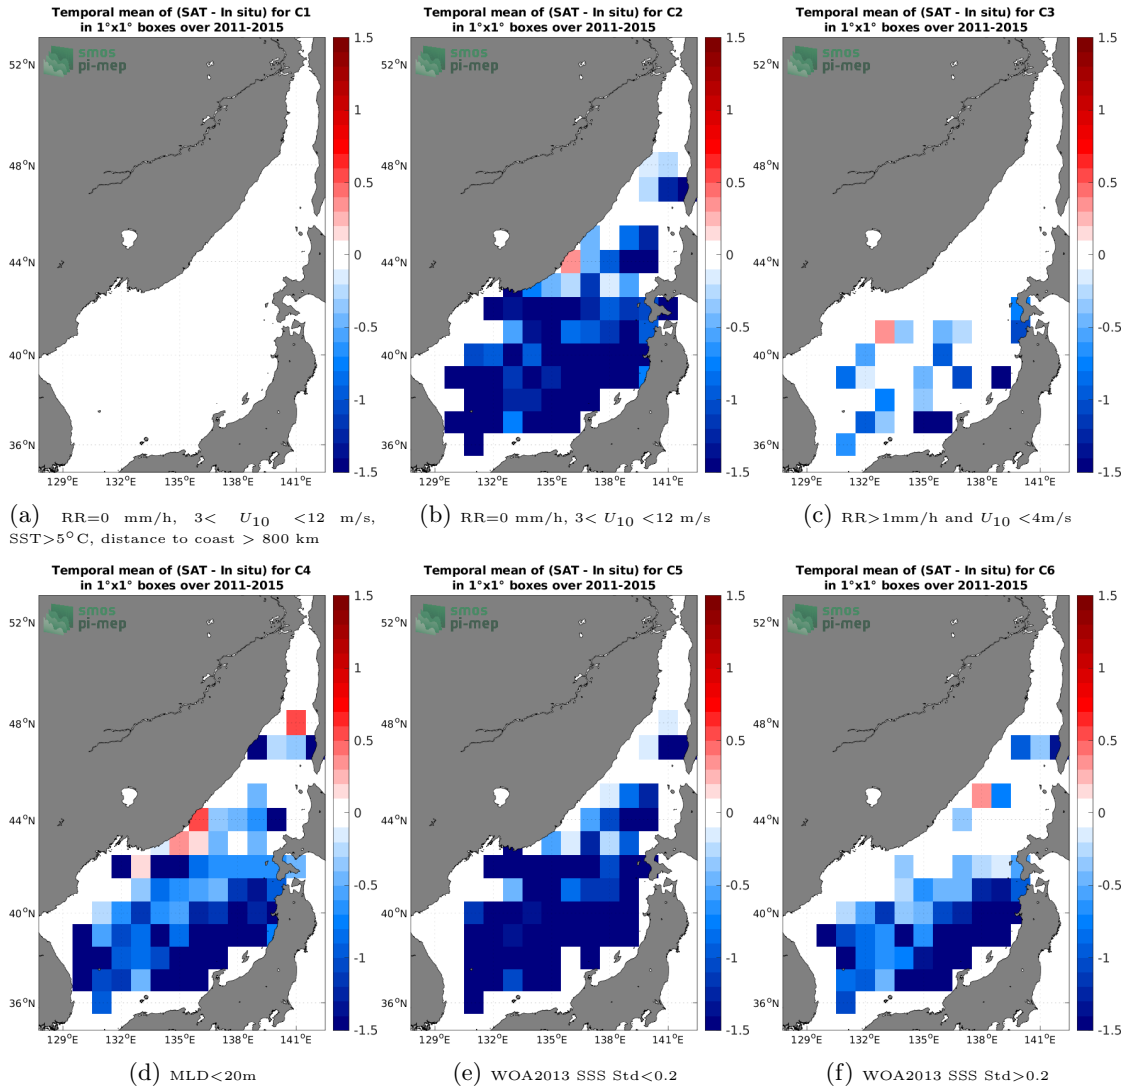 Temporal mean of (SAT - In situ) for C1
in 1°x1° boxes over 2011-2015
smos
pi-mep
52°N
48°N
44°N
40°N
36°N
129°E 132°E 135°E 138°E 141°E
1.5
1
0.5
0
-0.5
-1
-1.5
(a) RR=0 mm/h, 3< U10 <12 m/s,
SST>5°C, distance to coast > 800 km
Temporal mean of (SAT - In situ) for C2
in 1°x1° boxes over 2011-2015
smos
pi-mep
52°N
48°N
44°N
40°N
36°N
129°E 132°E 135°E 138°E 141°E
1.5
1
0.5
0
-0.5
-1
-1.5
(b) RR=0 mm/h, 3< U10 <12 m/s
Temporal mean of (SAT - In situ) for C3
in 1°x1° boxes over 2011-2015
smos
pi-mep
52°N
48°N
44°N
40°N
36°N
129°E 132°E 135°E 138°E 141°E
1.5
1
0.5
0
-0.5
-1
-1.5
(c) RR>1mm/h and U10 <4m/s
Temporal mean of (SAT - In situ) for C4
in 1°x1° boxes over 2011-2015
smos
pi-mep
52°N
48°N
44°N
40°N
36°N
129°E 132°E 135°E 138°E 141°E
1.5
1
0.5
0
-0.5
-1
-1.5
(d) MLD<20m
Temporal mean of (SAT - In situ) for C5
in 1°x1° boxes over 2011-2015
smos
pi-mep
52°N
48°N
44°N
40°N
36°N
129°E 132°E 135°E 138°E 141°E
1.5
1
0.5
0
-0.5
-1
-1.5
(e) WOA2013 SSS Std<0.2
Temporal mean of (SAT - In situ) for C6
in 1°x1° boxes over 2011-2015
smos
pi-mep
52°N
48°N
44°N
40°N
36°N
129°E 132°E 135°E 138°E 141°E
1.5
1
0.5
0
-0.5
-1
-1.5
(f) WOA2013 SSS Std>0.2